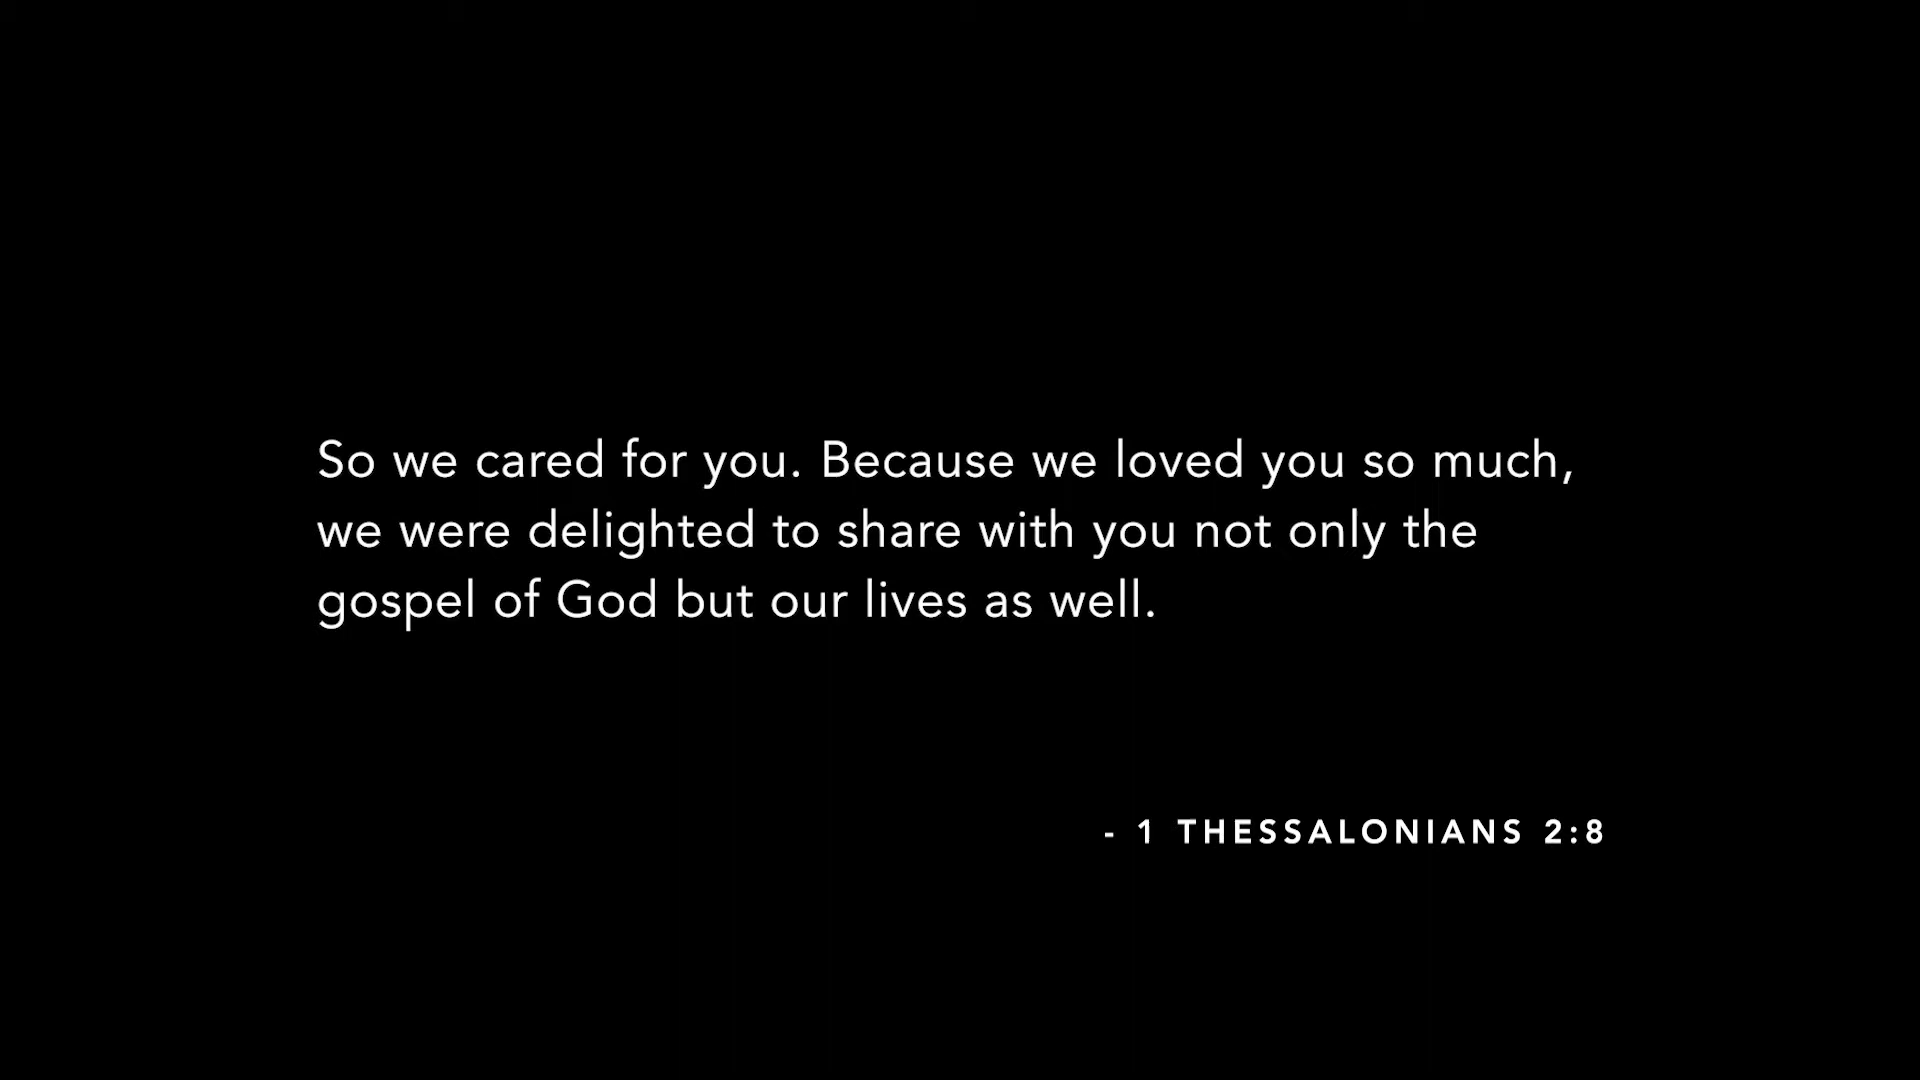 So we cared for you. Because we loved you so much,
we were delighted to share with you not only the
gospel of God but our lives as well.
- 1 THESSALONIANS 2:8